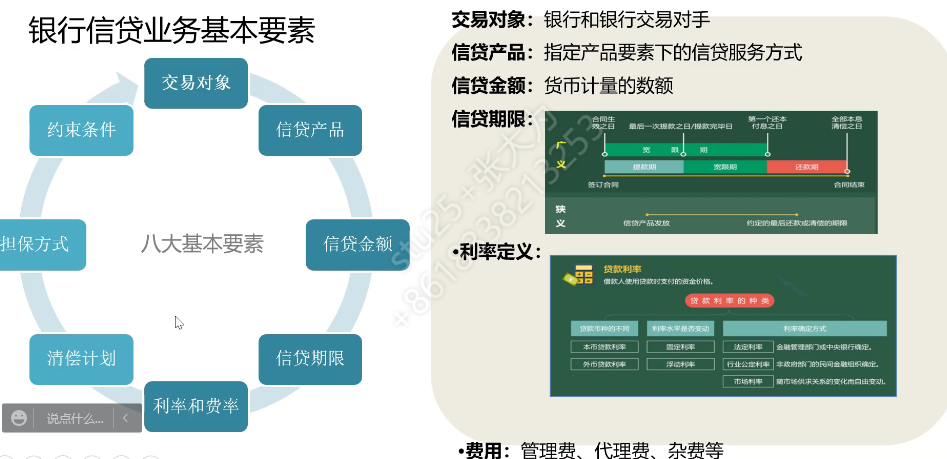 银行信贷业务基本要素
交易对象
信贷产品
信贷金额
信贷期限
利率和费率
清偿计划
担保方式
约束条件
八大基本要素
说点什么...
交易对象：银行和银行交易对手
信贷产品：指定产品要素下的信贷服务方式
信贷金额：货币计量的数额
信贷期限：
广义
合同生效之日
最后一次提款之日/提款完毕日
第一个还本付息之日
全部本息清偿之日
宽 限 期
提款期
宽限期
还款期
签订合同
合同结束
狭义
信贷产品发放
约定的最后还款或清偿的期限
•利率定义：
贷款利率
借款人使用贷款时支付的资金价格。
贷款利率的种类
贷款币种的不同
利率水平是否变动
利率确定方式
本币贷款利率
固定利率
法定利率
金融管理部门或中央银行确定。
外币贷款利率
浮动利率
行业公定利率
非政府部门的民间金融组织确定。
市场利率
随市场供求关系的变化而自由变动。
•费用：管理费、代理费、杂费等
stu25+张大为
+8618238213253